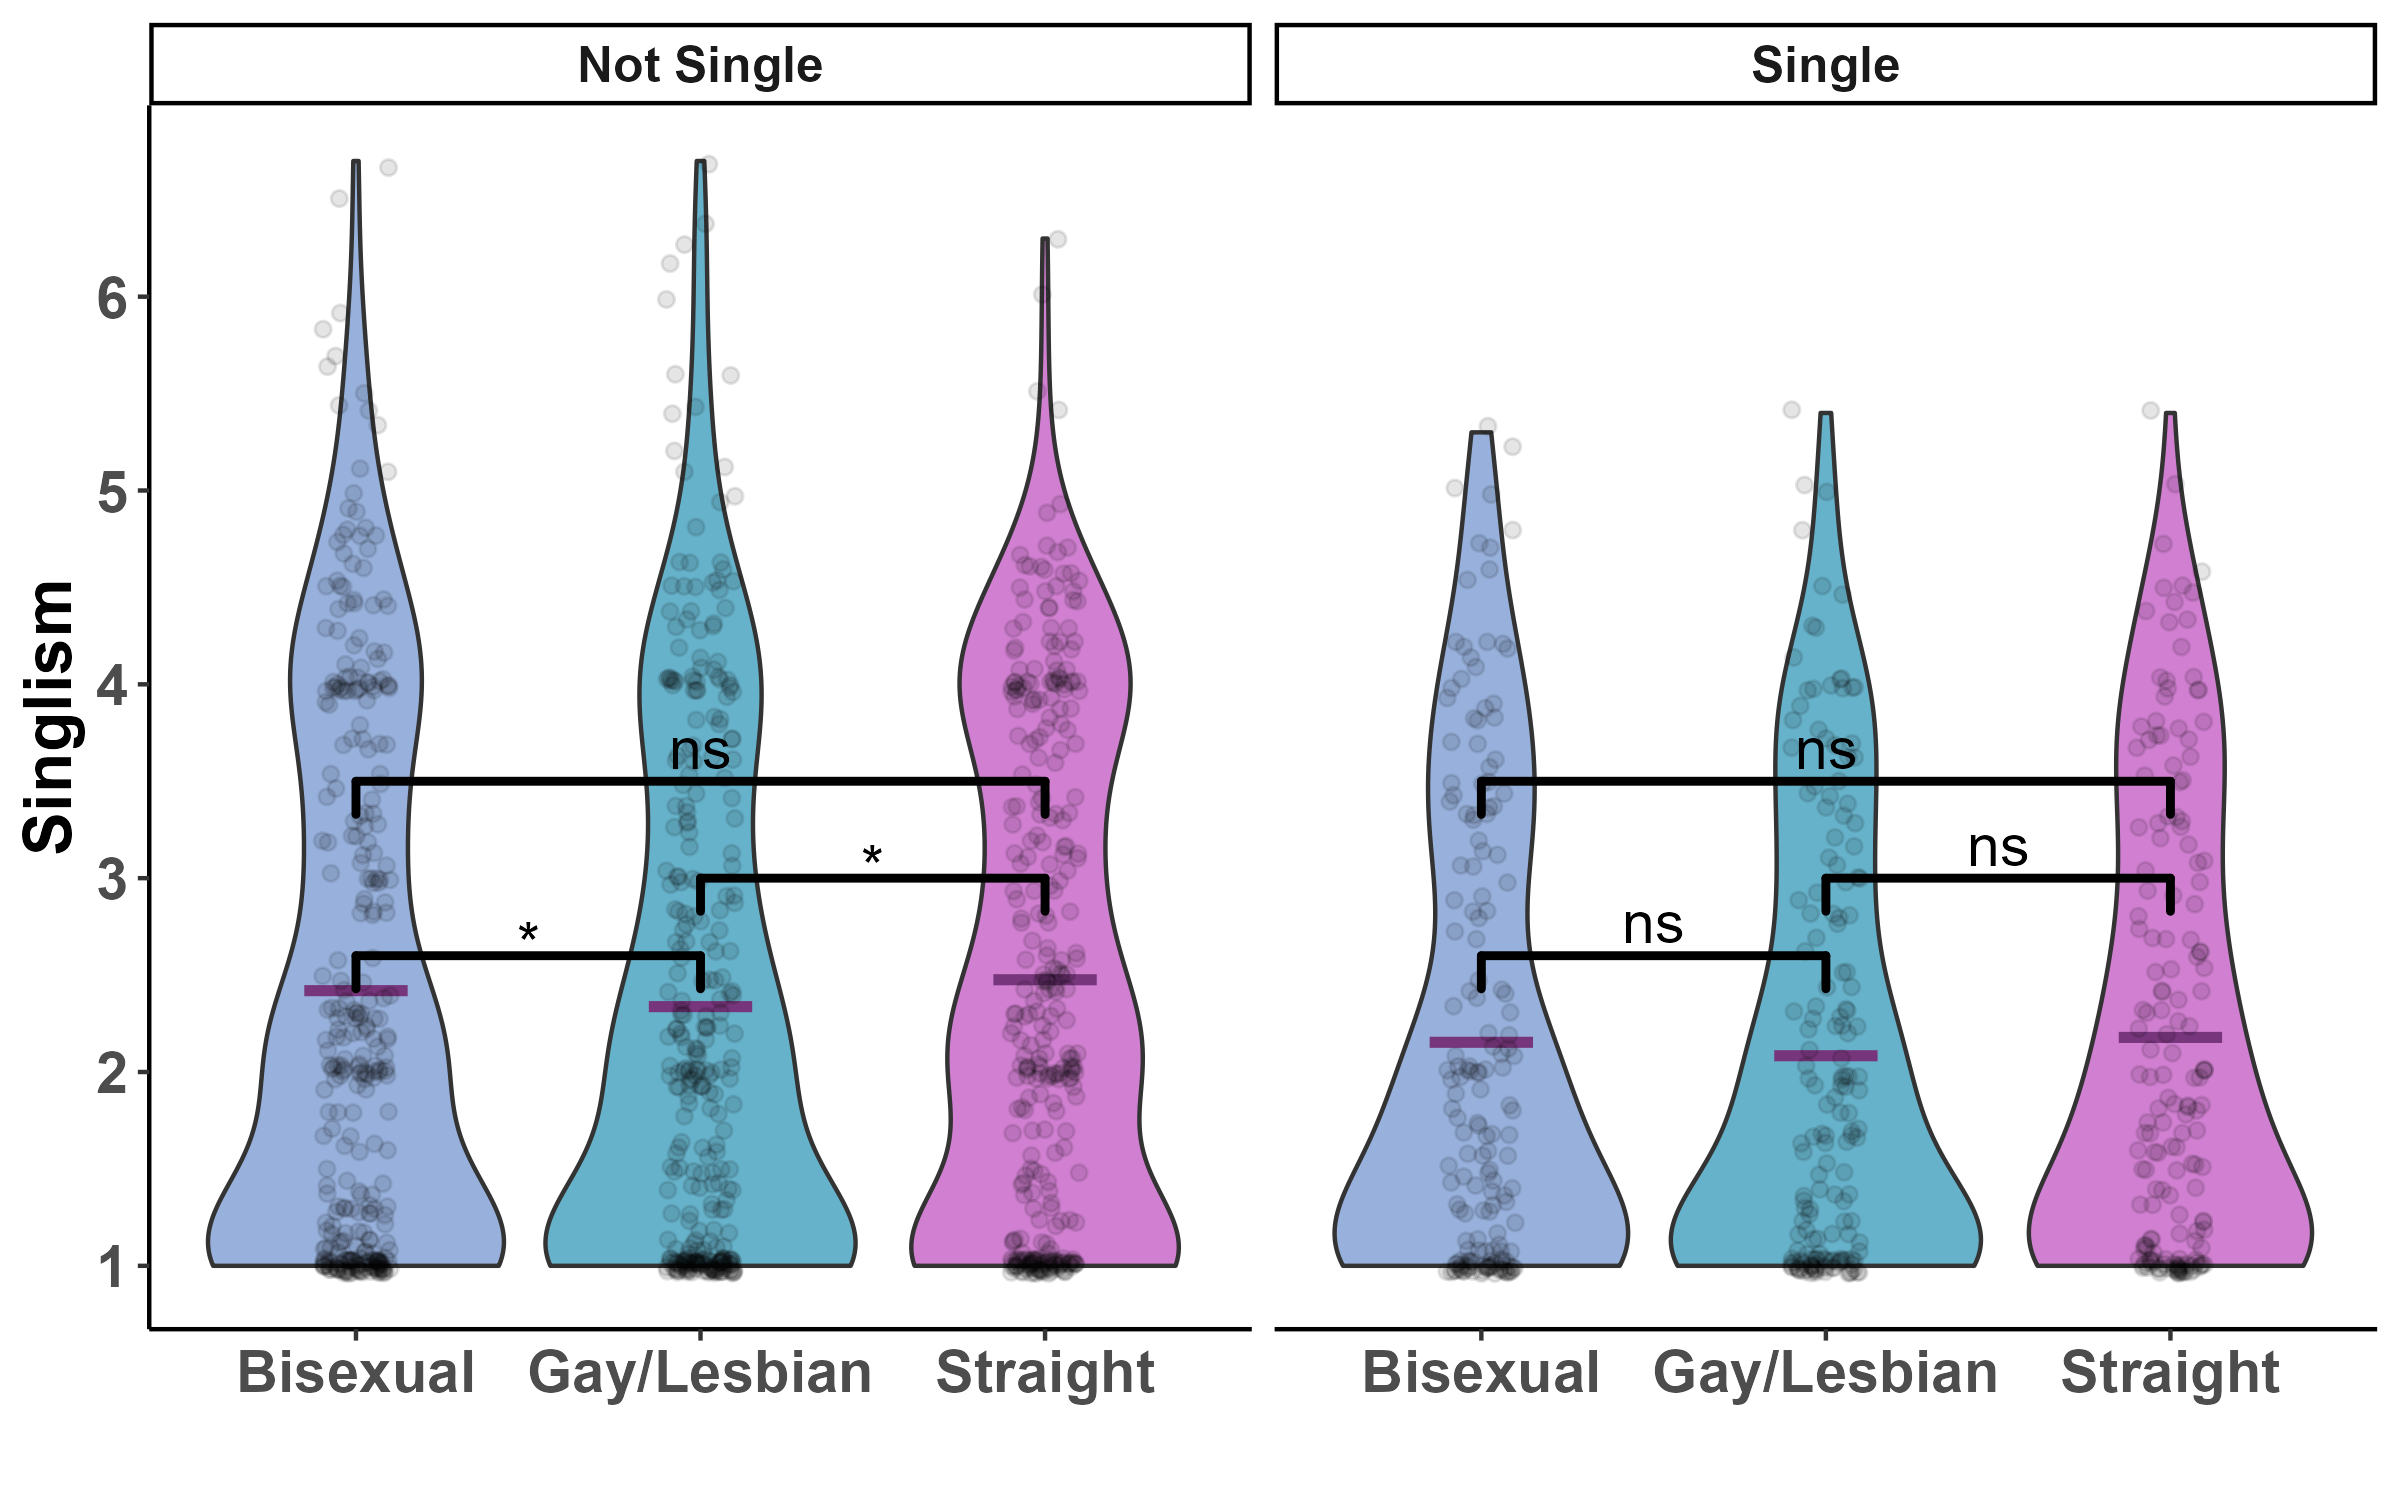 Not Single
Single
Singlism
6
5
4
3
2
1
ns
*
*
ns
ns
ns
Bisexual
Gay/Lesbian
Straight
Bisexual
Gay/Lesbian
Straight